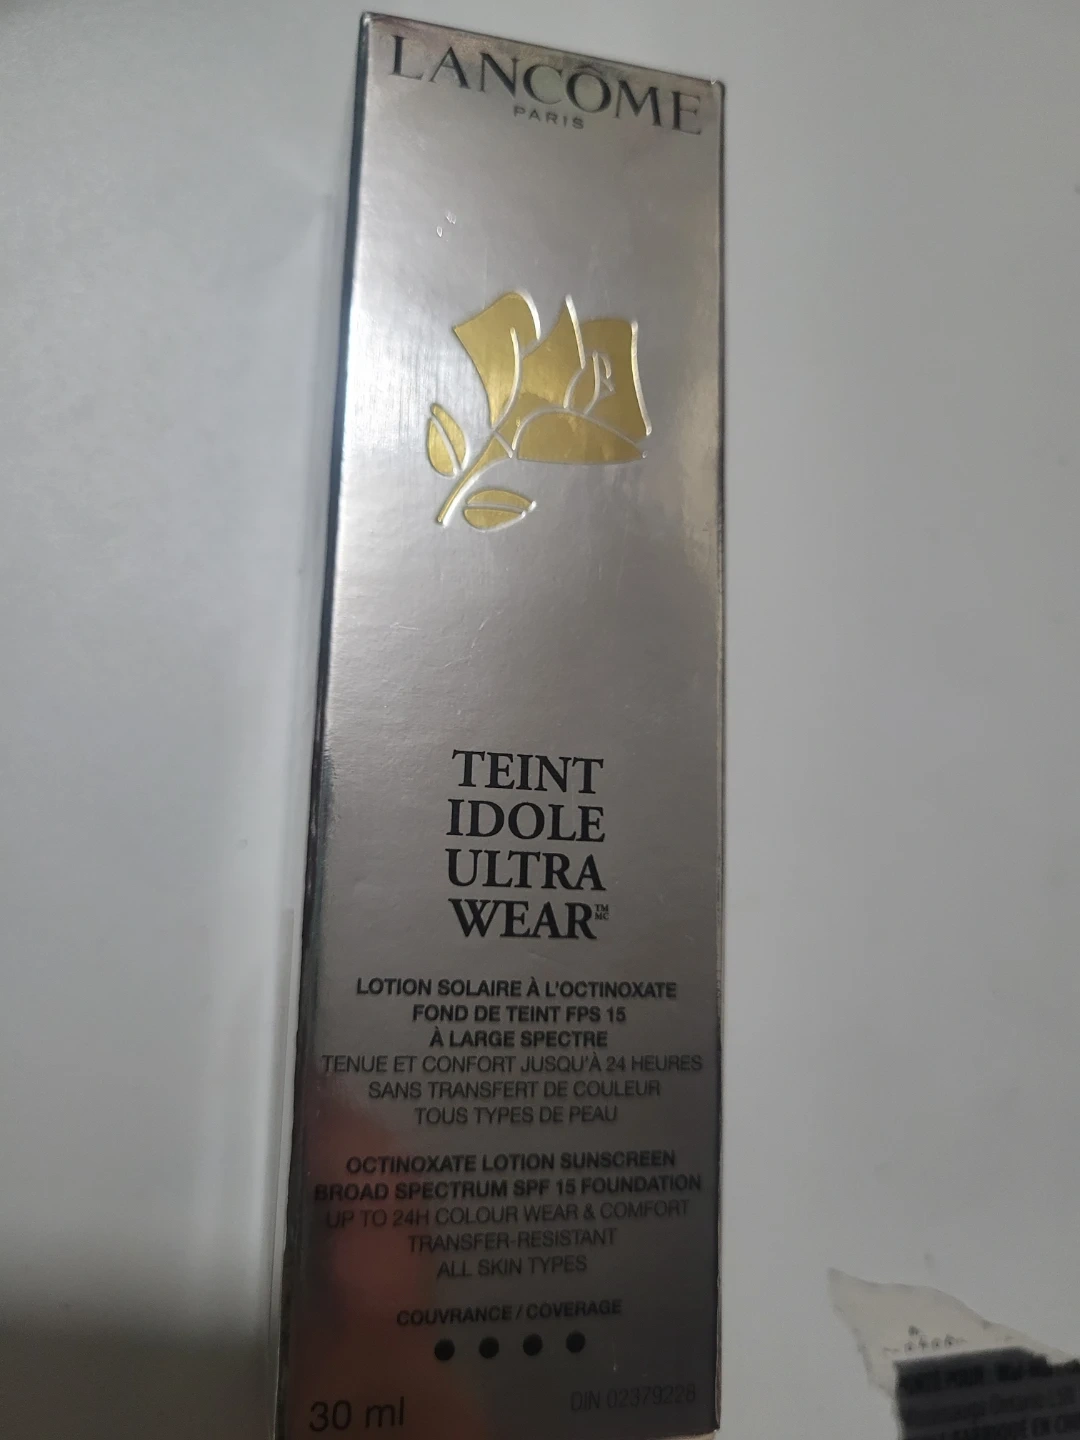 LANCÔME
PARIS
TEINT
IDOLE
ULTRA
WEAR™ MC
LOTION SOLAIRE À L'OCTINOXATE
FOND DE TEINT FPS 15
À LARGE SPECTRE
TENUE ET CONFORT JUSQU'À 24 HEURES
SANS TRANSFERT DE COULEUR
TOUS TYPES DE PEAU
OCTINOXATE LOTION SUNSCREEN
BROAD SPECTRUM SPF 15 FOUNDATION
UP TO 24H COLOUR WEAR & COMFORT
TRANSFER-RESISTANT
ALL SKIN TYPES
COUVRANCE / COVERAGE
30 ml
DIN 02379228